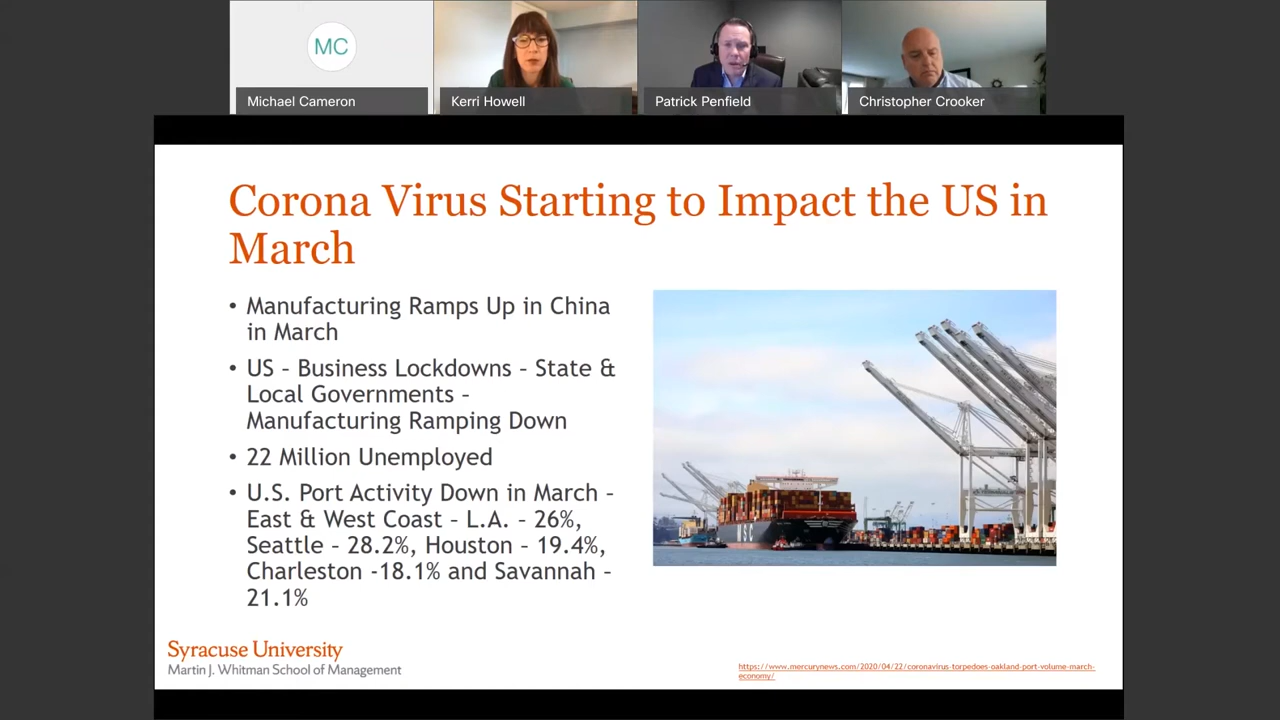 MC
Michael Cameron
Kerri Howell
Patrick Penfield
Christopher Crooker
Corona Virus Starting to Impact the US in
March
• Manufacturing Ramps Up in China
in March
• US – Business Lockdowns – State &
Local Governments –
Manufacturing Ramping Down
• 22 Million Unemployed
• U.S. Port Activity Down in March –
East & West Coast – L.A. – 26%,
Seattle – 28.2%, Houston – 19.4%,
Charleston -18.1% and Savannah –
21.1%
Syracuse University
Martin J. Whitman School of Management
https://www.mercurynews.com/2020/04/22/coronavirus-torpedoes-oakland-port-volume-march-
economy/